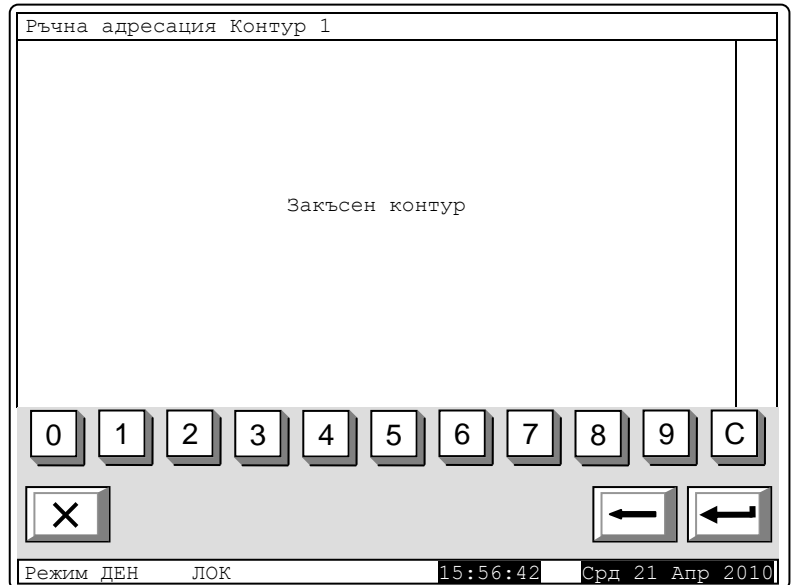 Ръчна адресация Контур 1
Закъсен контур
0 1 2 3 4 5 6 7 8 9 C
Режим ДЕН ЛОК 15:56:42 Срд 21 Апр 2010